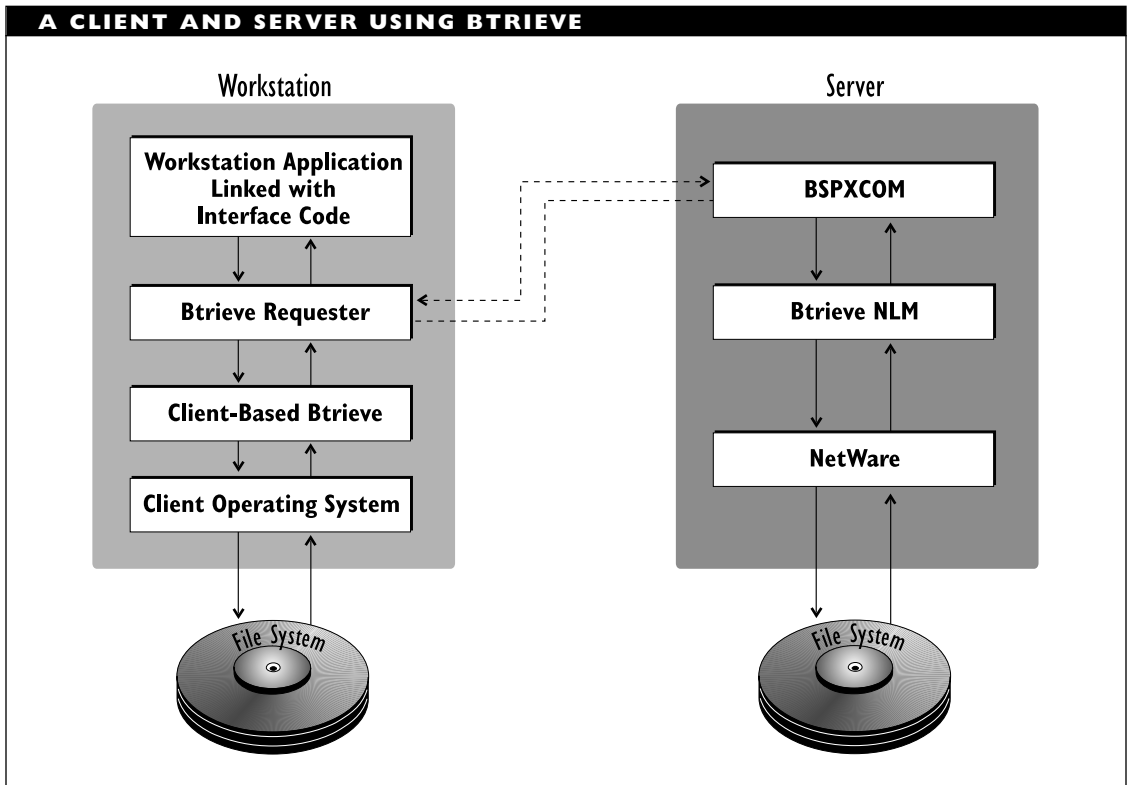 A CLIENT AND SERVER USING BTRIEVE
Workstation
Workstation Application
Linked with
Interface Code
Btrieve Requester
Client-Based Btrieve
Client Operating System
File System
Server
BSPXCOM
Btrieve NLM
NetWare
File System